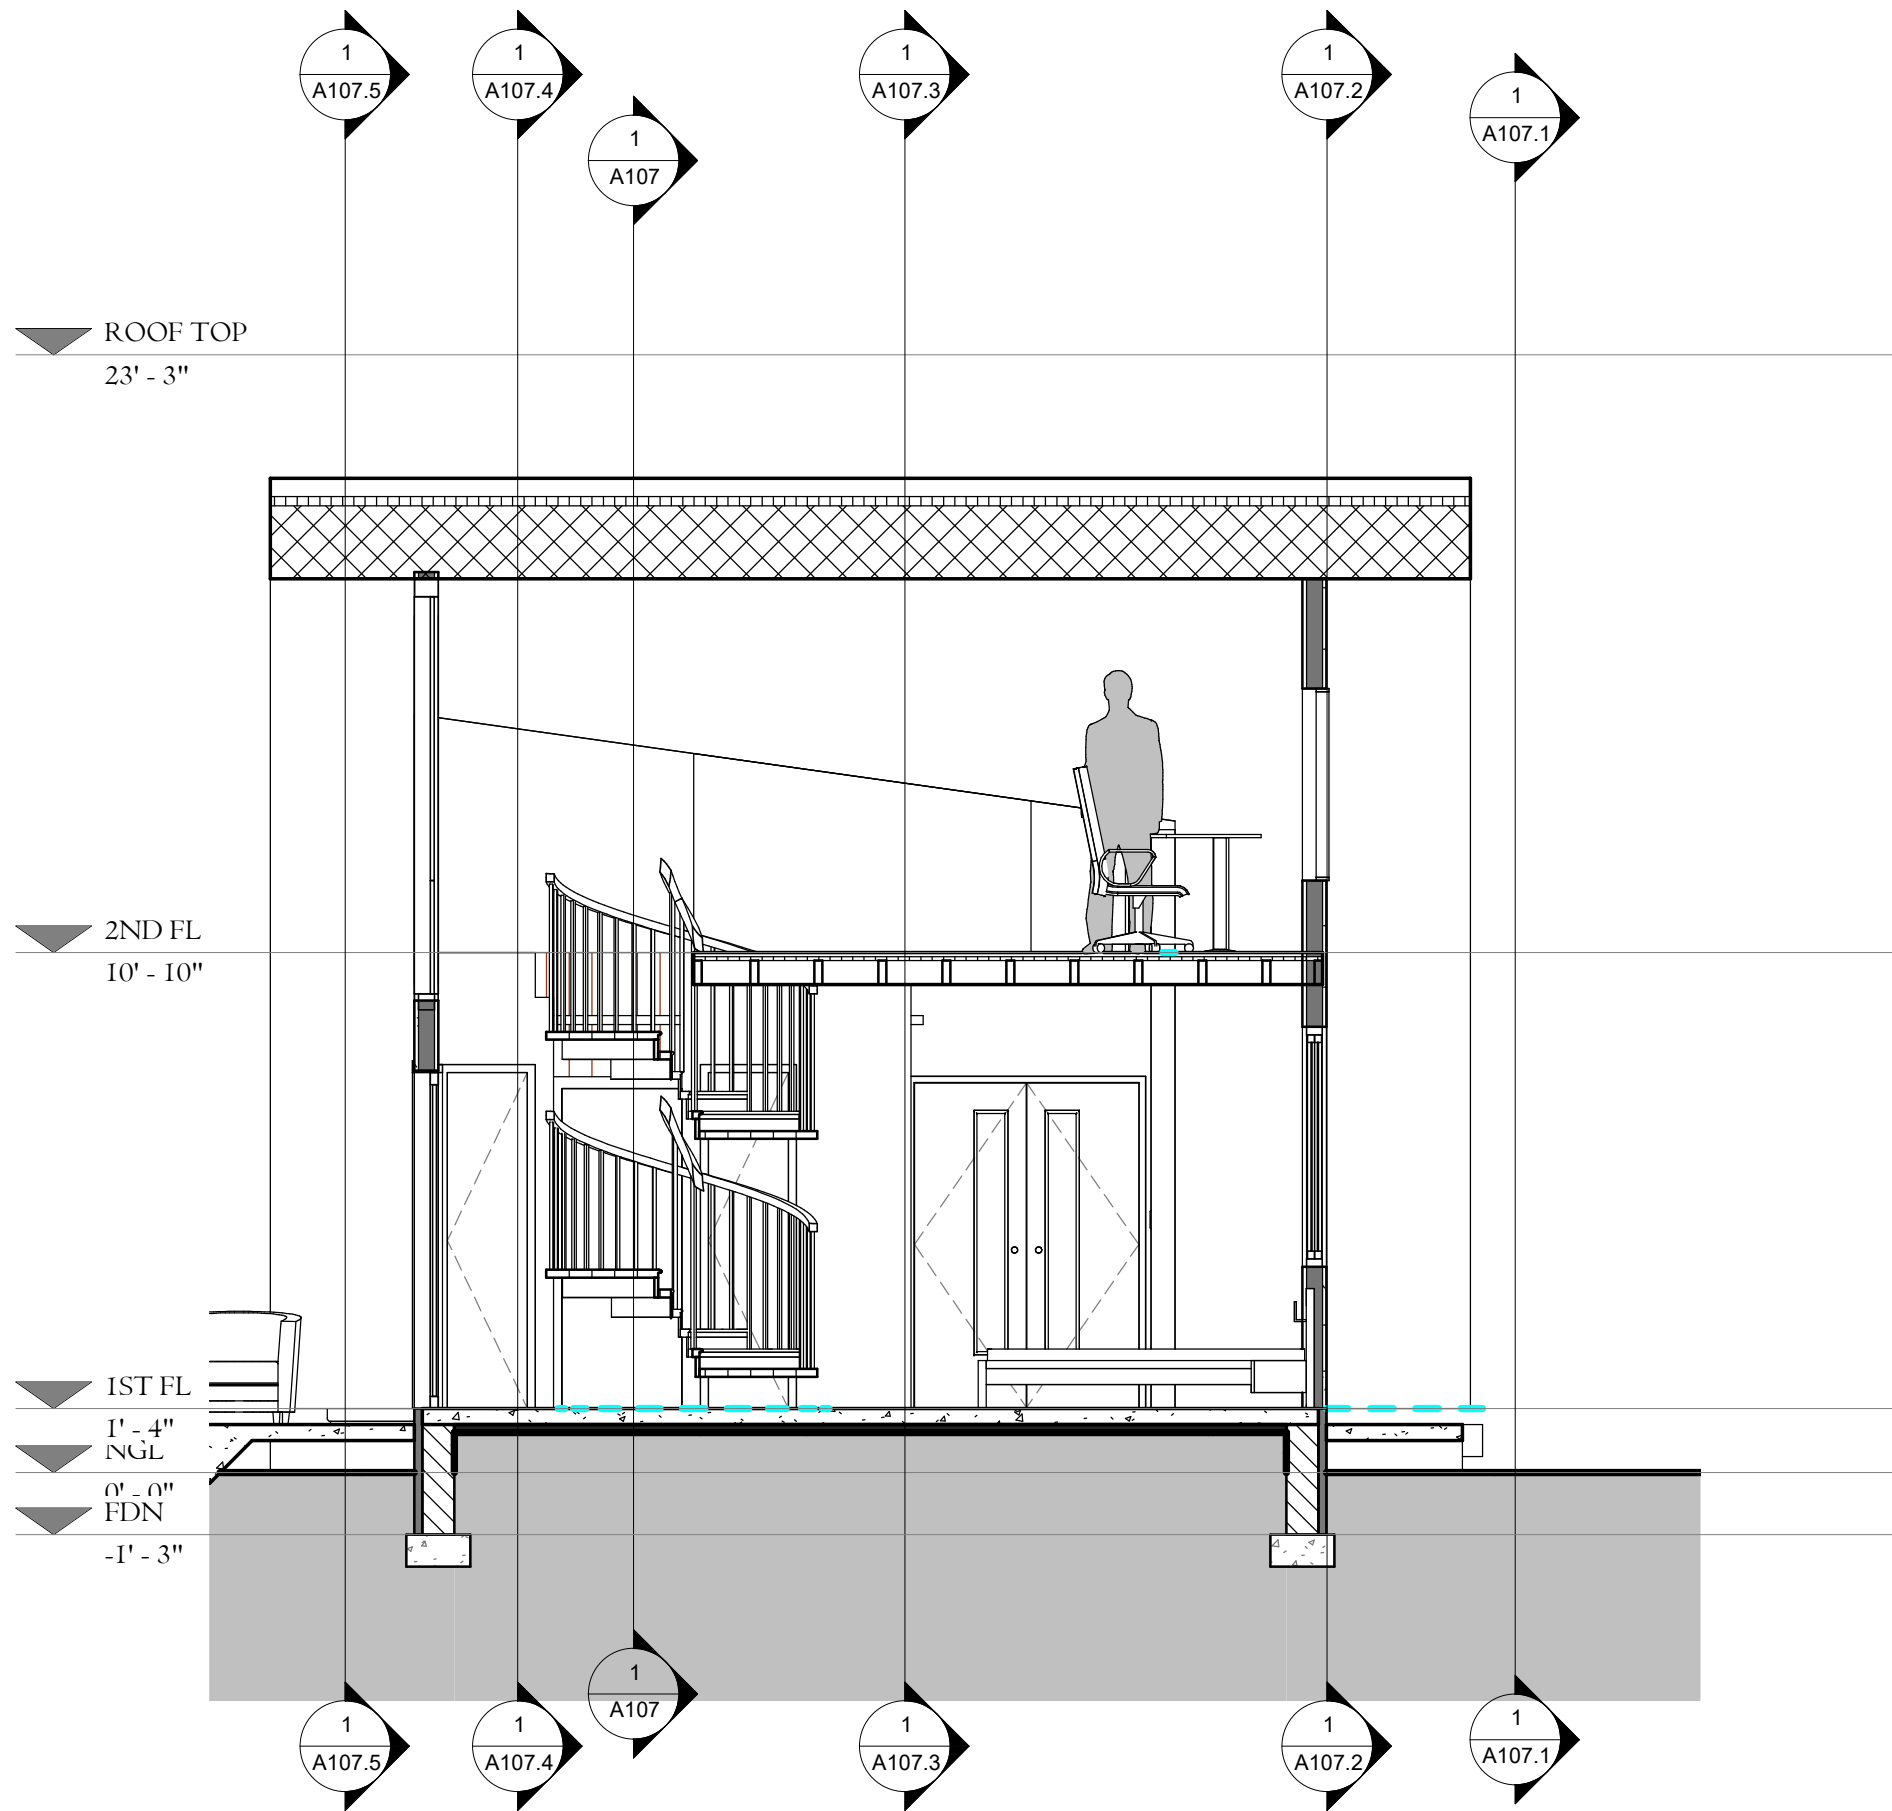 1
A107.5
1
A107.4
1
A107
1
A107.3
1
A107.2
1
A107.1
ROOF TOP
23' - 3"
2ND FL
10' - 10"
1ST FL
1' - 4"
NGL
0' - 0"
FDN
-1' - 3"
1
A107.5
1
A107.4
1
A107
1
A107.3
1
A107.2
1
A107.1